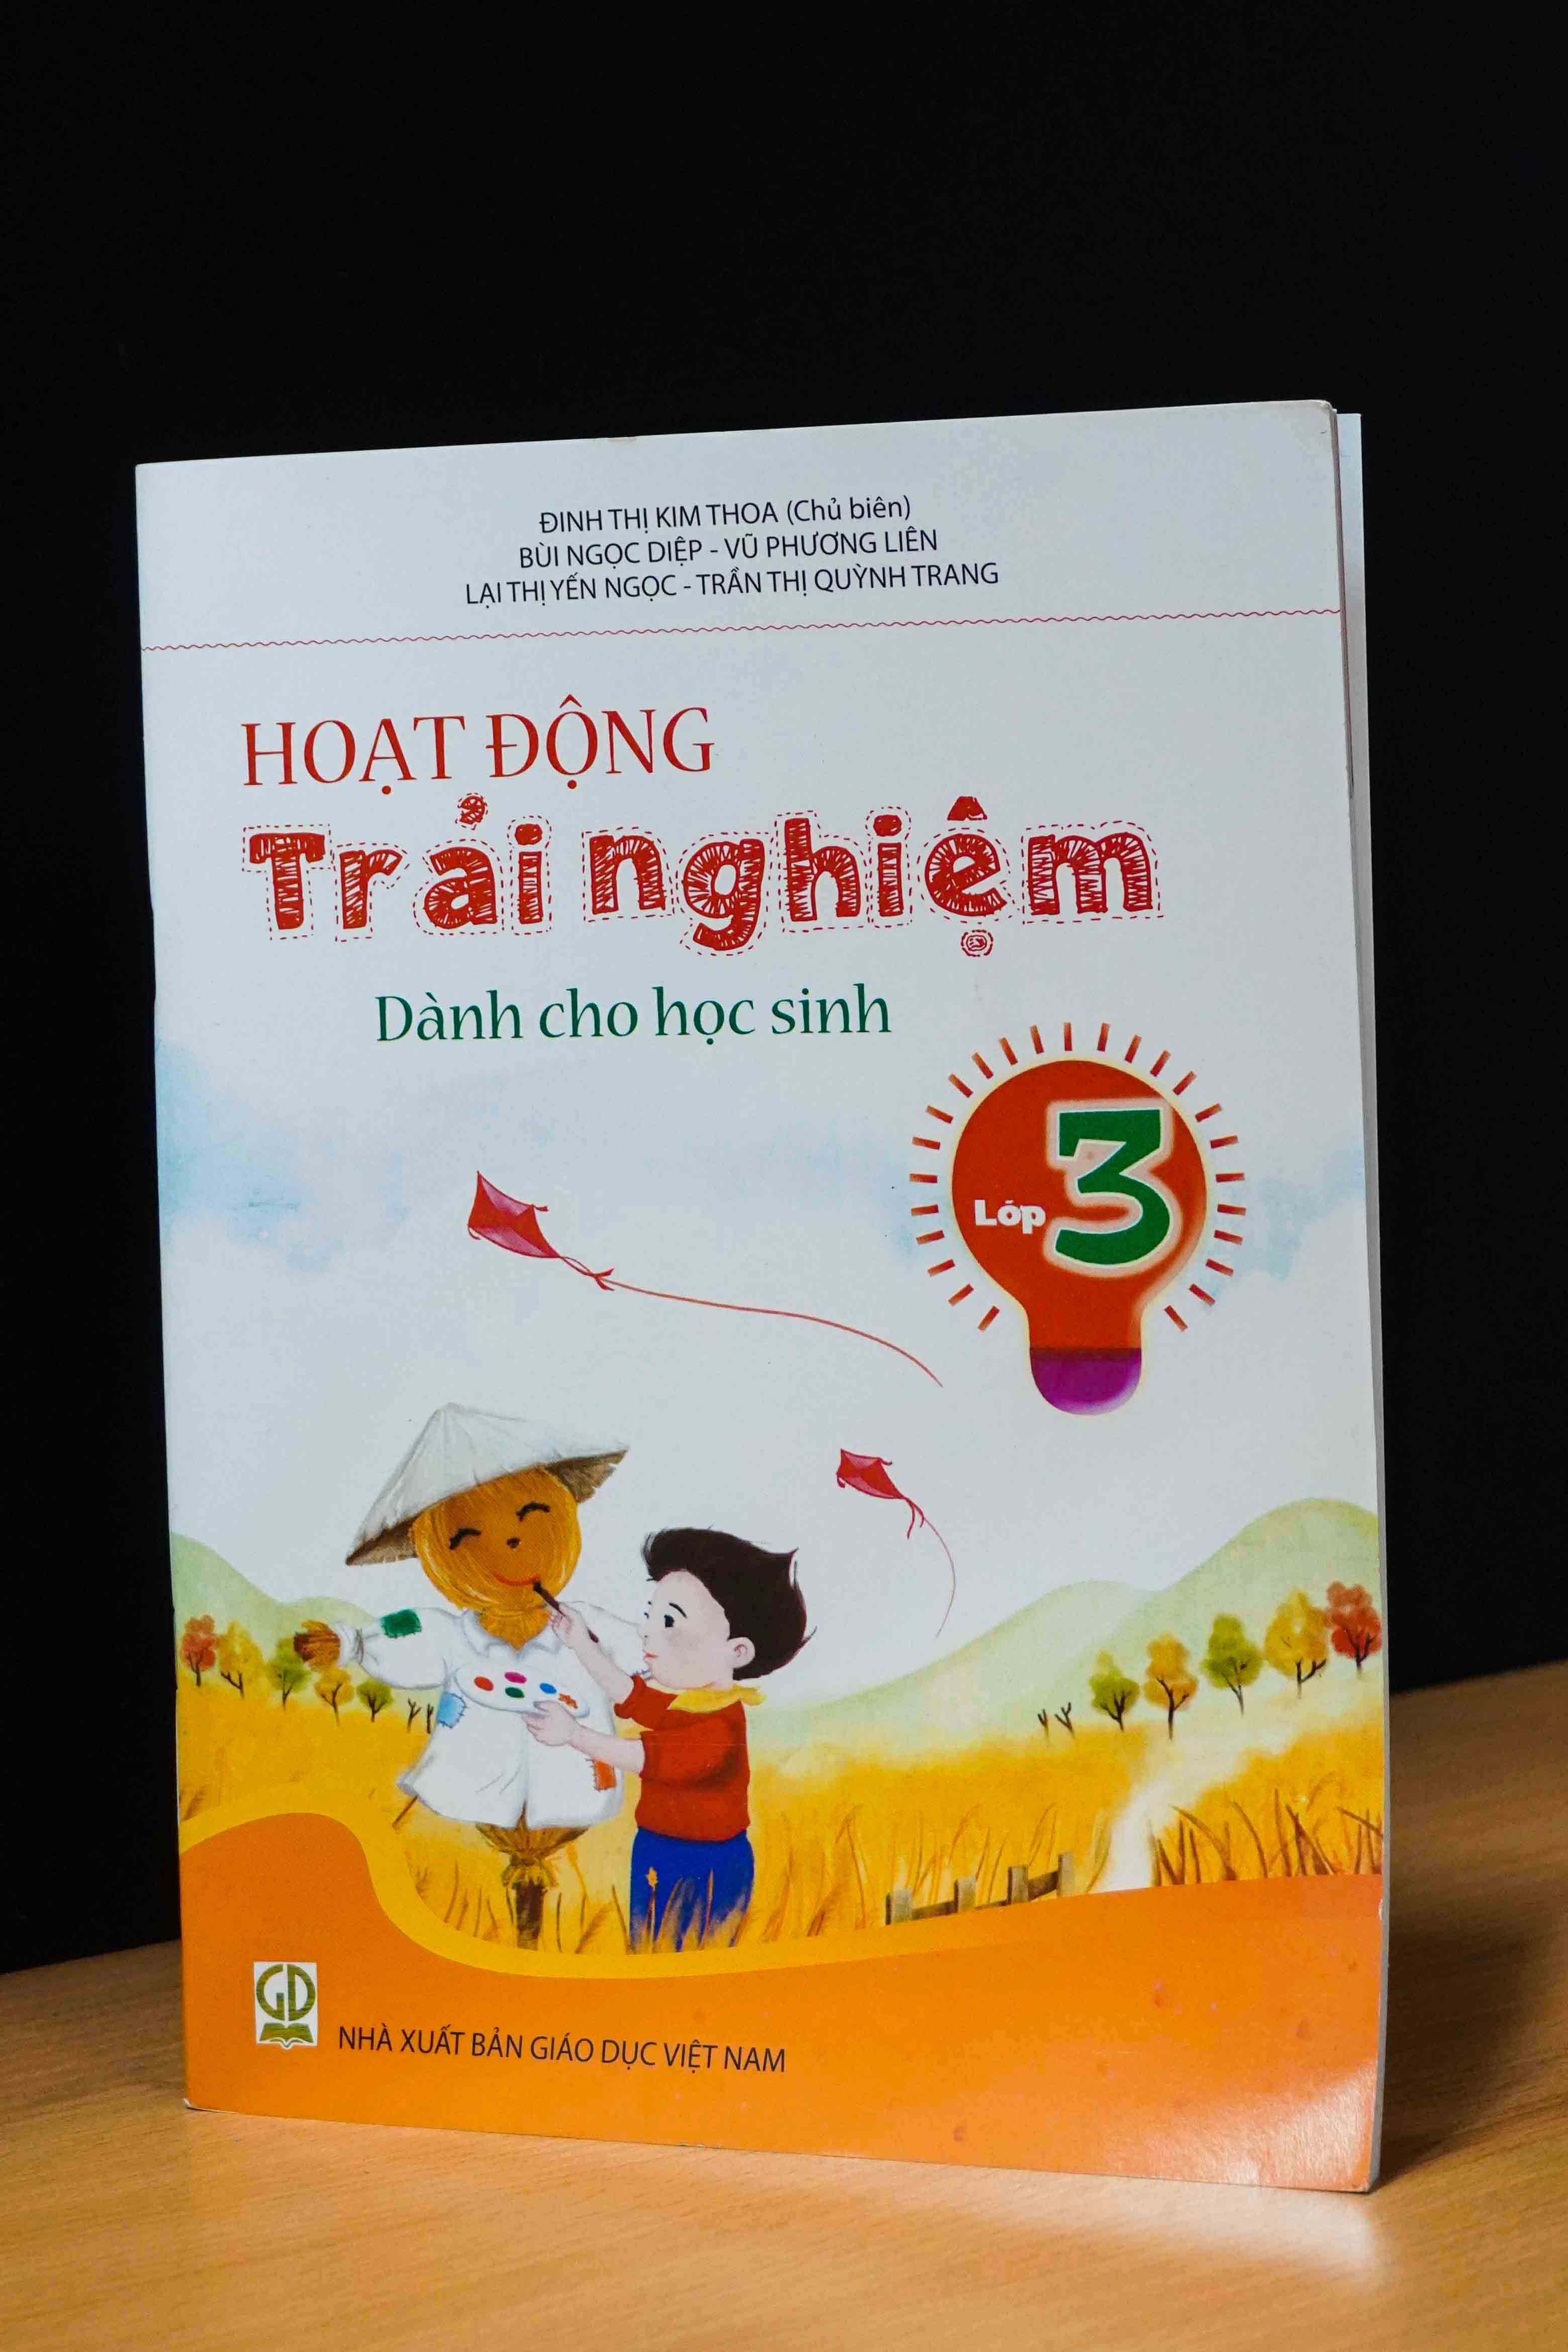 ĐINH THỊ KIM THOA (Chủ biên)
BÙI NGỌC DIỆP - VŨ PHƯƠNG LIÊN
LẠI THỊ YẾN NGỌC - TRẦN THỊ QUỲNH TRANG
HOẠT ĐỘNG
Trải nghiệm
Dành cho học sinh
Lớp 3
GD
NHÀ XUẤT BẢN GIÁO DỤC VIỆT NAM